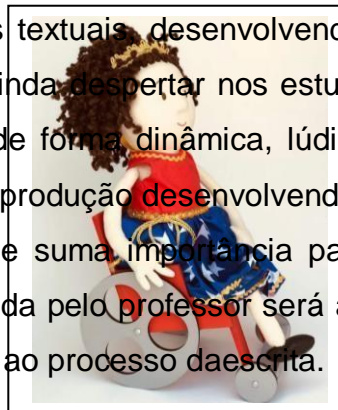 s textuais, desenvolvend
inda despertar nos estu
de forma dinâmica, lúdi
produção desenvolvend
e suma importância pa
da pelo professor será a
ao processo daescrita.